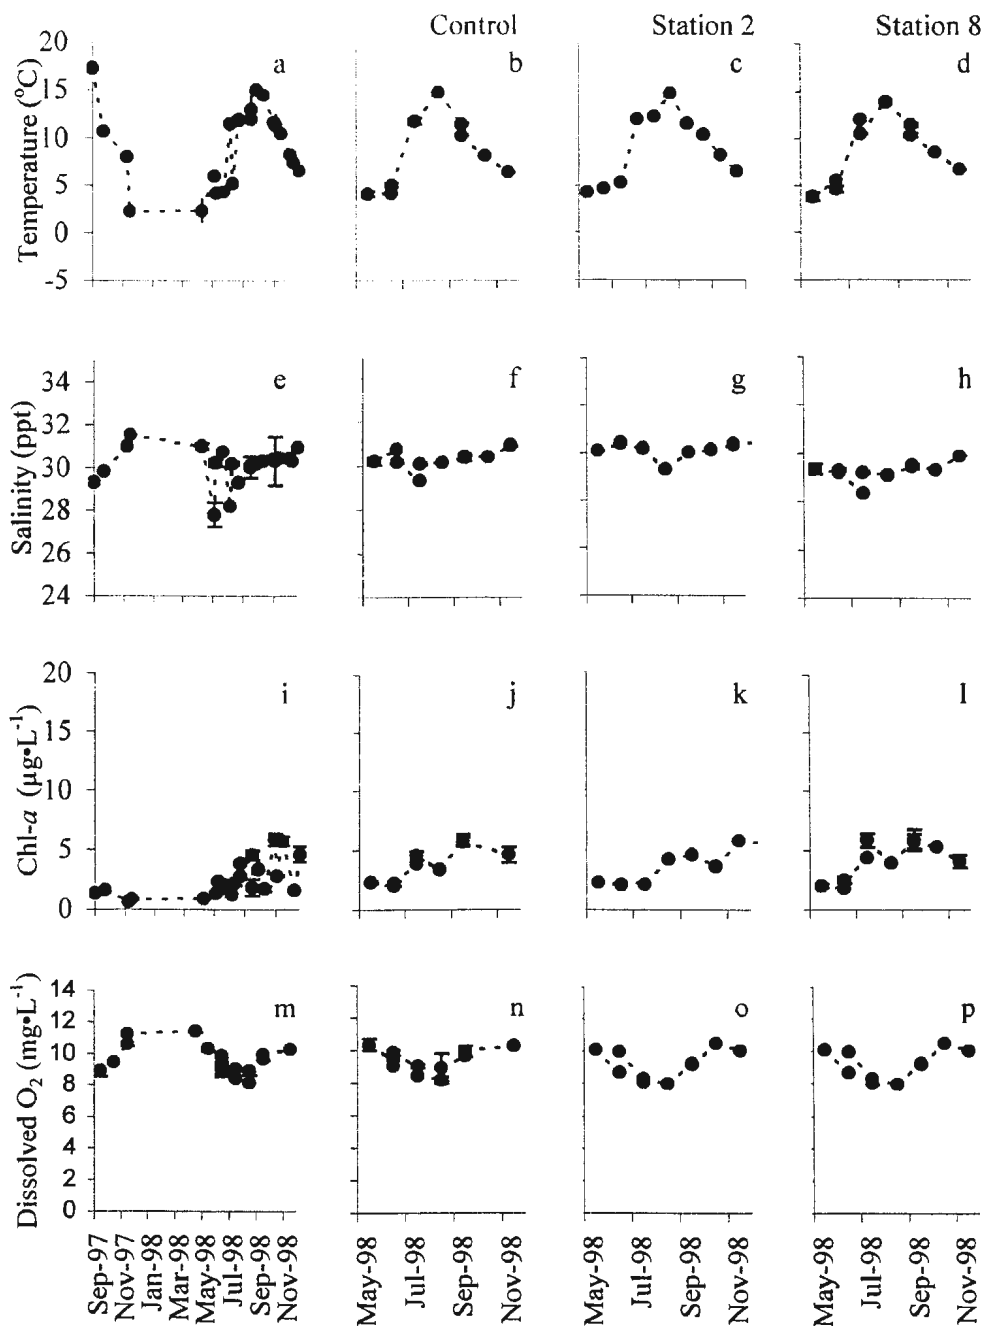 Control
Station 2
Station 8
Temperature (°C)
20
15
10
5
0
-5
a
b
c
d
Salinity (ppt)
34
32
30
28
26
24
e
f
g
h
Chl-a (µg•L⁻¹)
20
15
10
5
0
i
j
k
l
Dissolved O₂ (mg•L⁻¹)
14
12
10
8
6
4
2
0
m
n
o
p
Sep-97
Nov-97
Jan-98
Mar-98
May-98
Jul-98
Sep-98
Nov-98
May-98
Jul-98
Sep-98
Nov-98
May-98
Jul-98
Sep-98
Nov-98
May-98
Jul-98
Sep-98
Nov-98